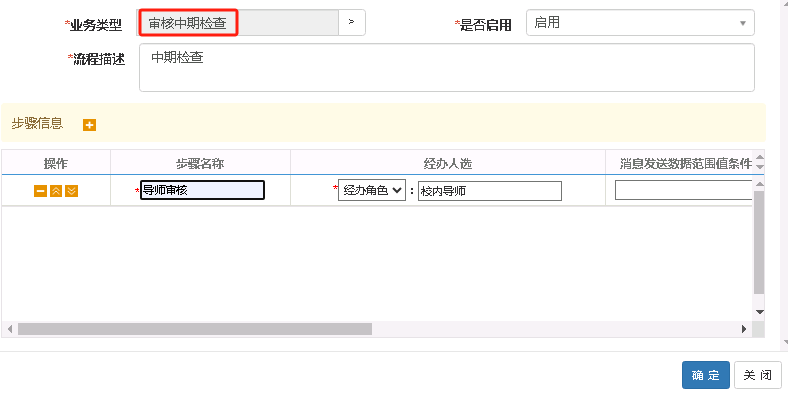 *业务类型 审核中期检查 > *是否启用 启用
*流程描述 中期检查
步骤信息
操作 步骤名称 经办人选 消息发送数据范围值条件
*导师审核 *经办角色 : 校内导师
确 定 关 闭